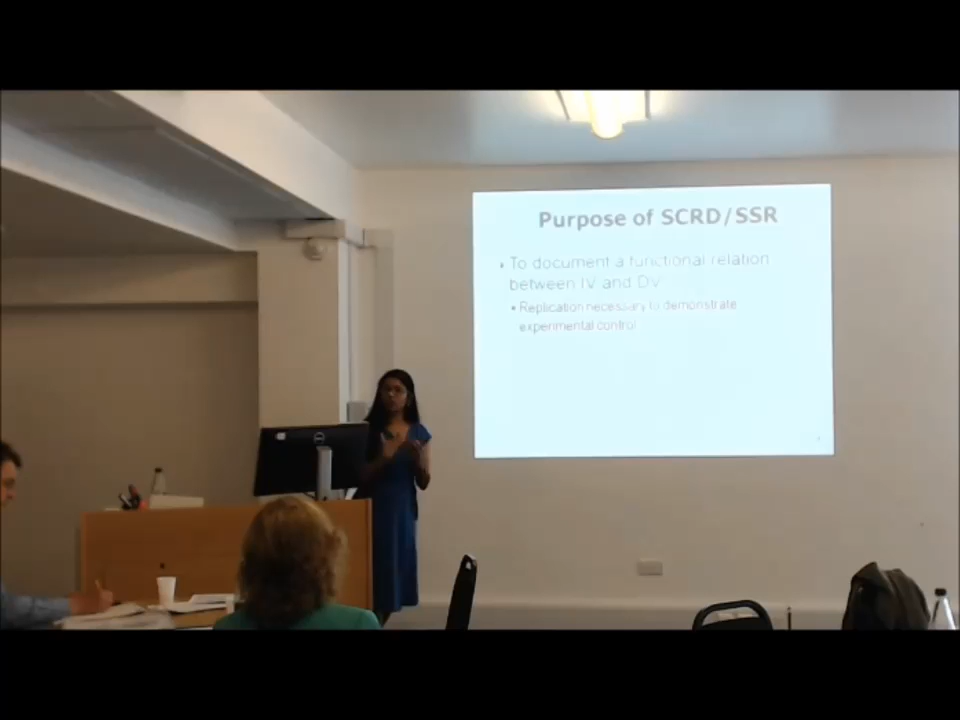 Purpose of SCRD/SSR
To document a functional relation
between IV and DV
Replication necessary to demonstrate
experimental control